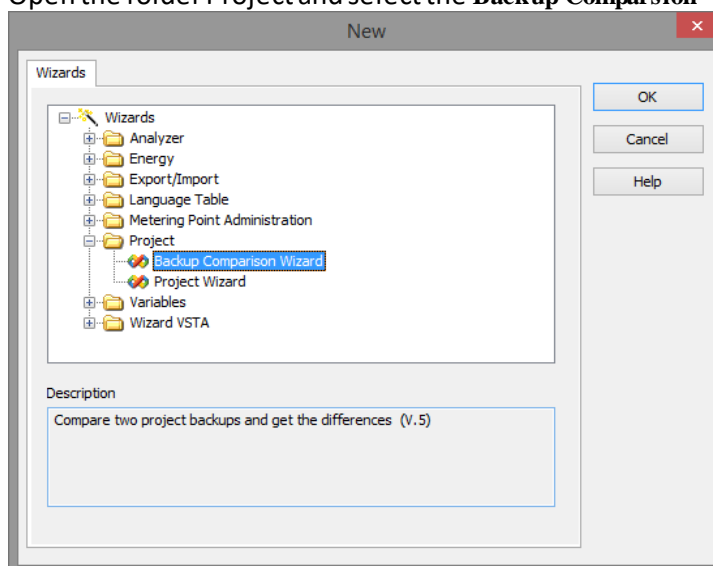 Open the folder Project and select the Backup Comparsion
New
Wizards
Wizards
Analyzer
Energy
Export/Import
Language Table
Metering Point Administration
Project
Backup Comparison Wizard
Project Wizard
Variables
Wizard VSTA
OK
Cancel
Help
Description
Compare two project backups and get the differences (V.5)